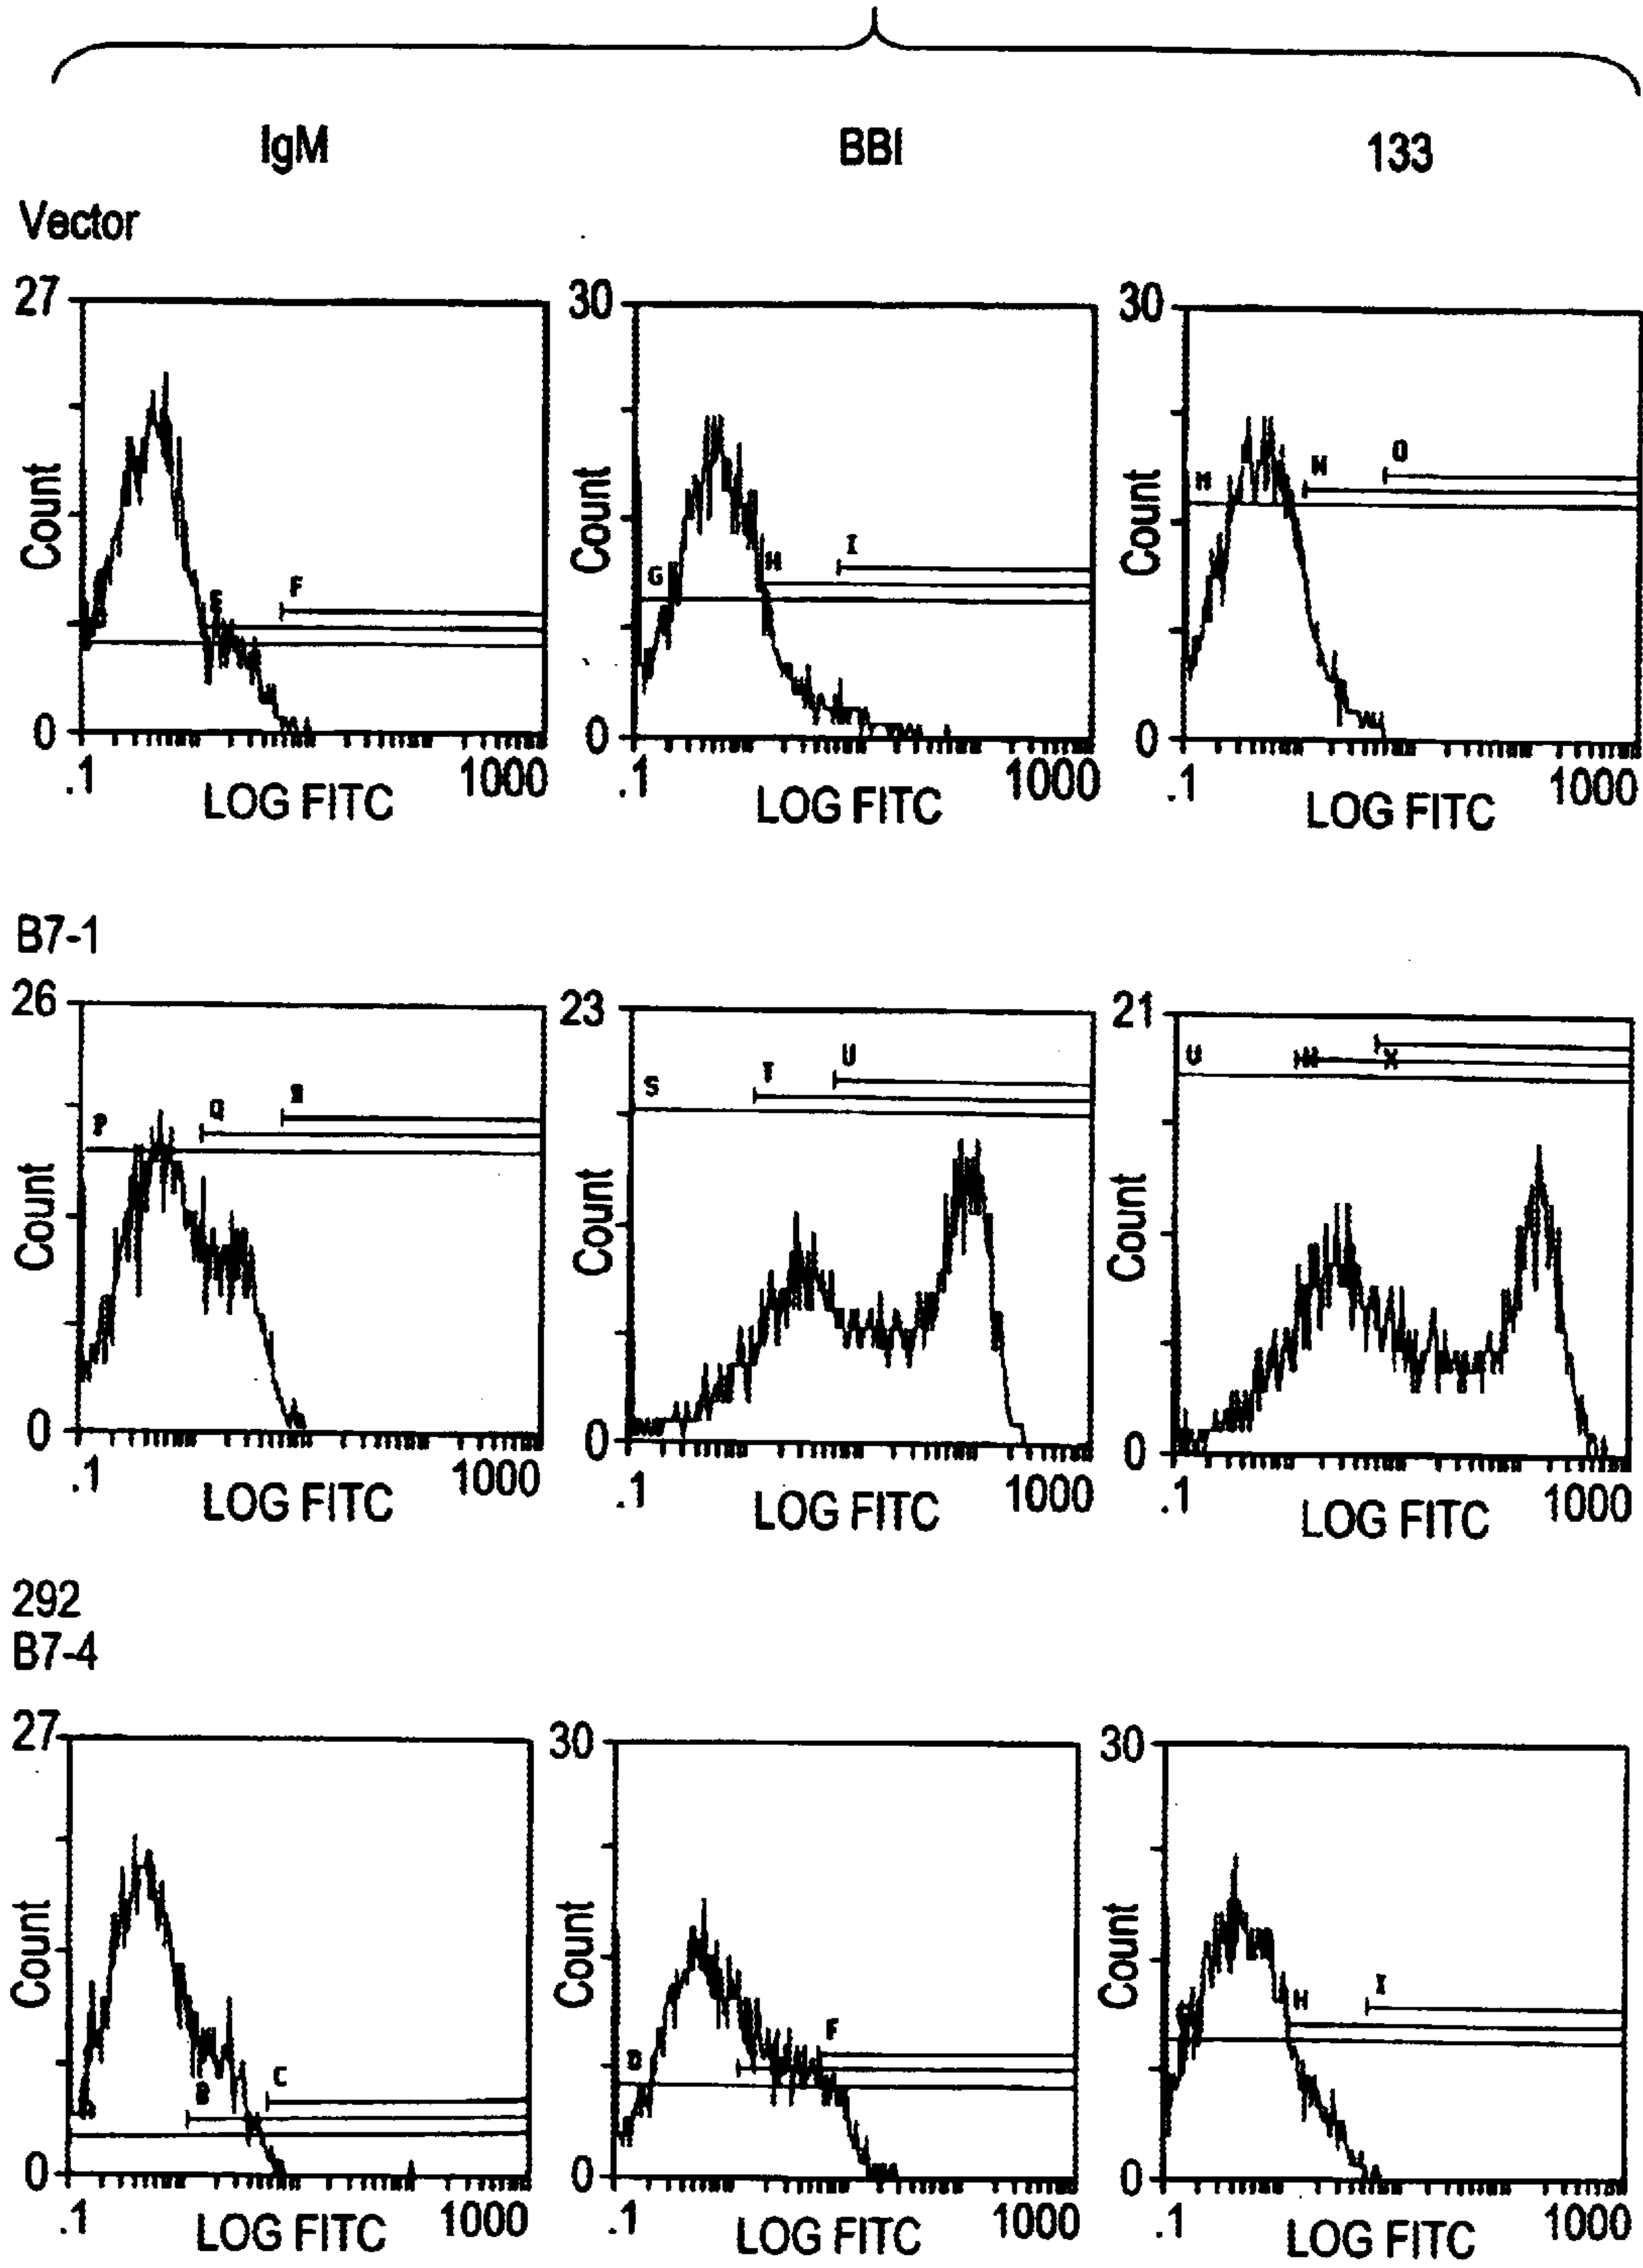 IgM BBI 133
Vector
27 30 30
Count Count Count
E F G H I M N O
0 0 0
.1 1000 .1 1000 .1 1000
LOG FITC LOG FITC LOG FITC
B7-1
26 23 21
Count Count Count
P Q S T U U X
0 0 0
.1 1000 .1 1000 .1 1000
LOG FITC LOG FITC LOG FITC
292
B7-4
27 30 30
Count Count Count
B C D F H I
0 0 0
.1 1000 .1 1000 .1 1000
LOG FITC LOG FITC LOG FITC